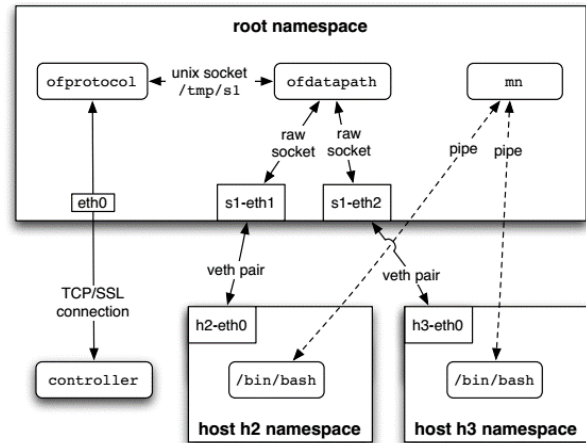 root namespace
ofprotocol
unix socket
/tmp/s1
ofdatapath
mn
raw
socket
raw
socket
pipe
pipe
eth0
s1-eth1
s1-eth2
veth pair
veth pair
TCP/SSL
connection
h2-eth0
h3-eth0
controller
/bin/bash
/bin/bash
host h2 namespace
host h3 namespace